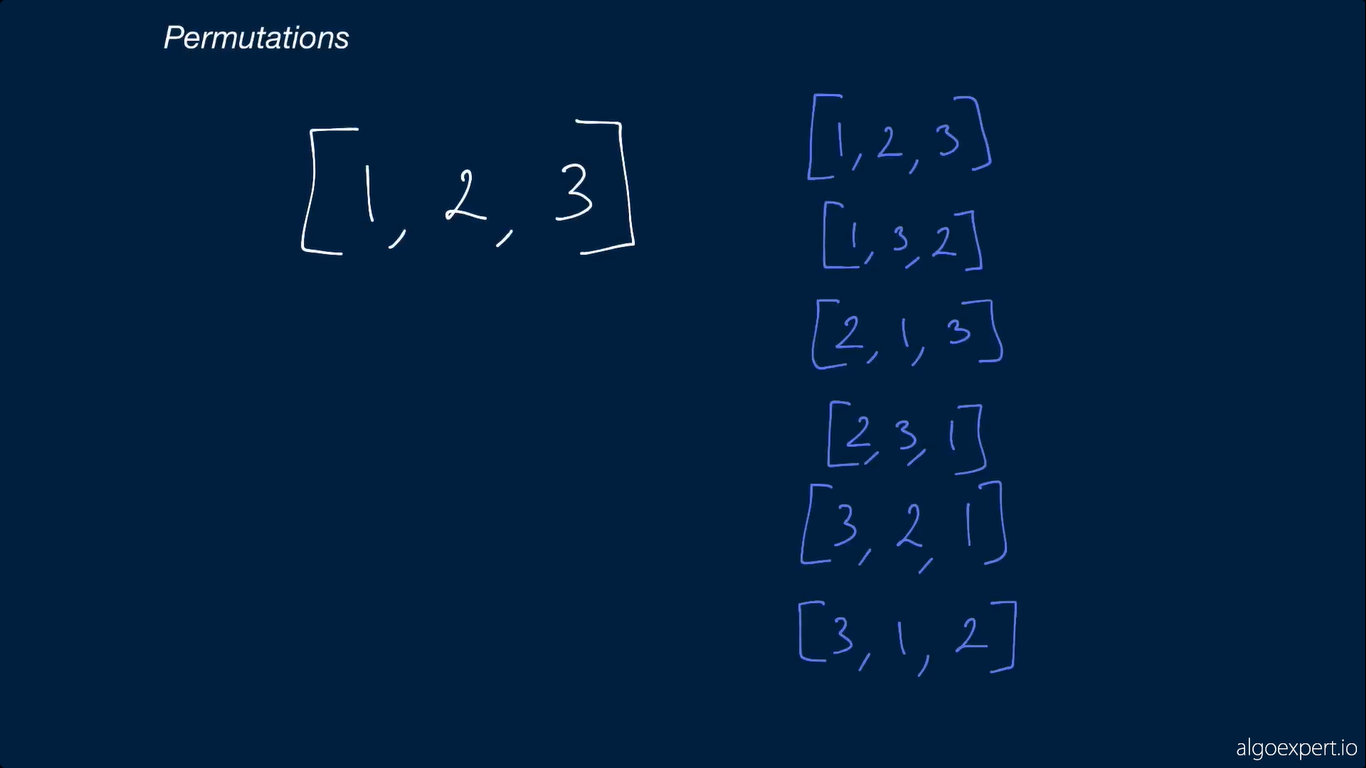 Permutations
[1, 2, 3]
[1, 2, 3]
[1, 3, 2]
[2, 1, 3]
[2, 3, 1]
[3, 2, 1]
[3, 1, 2]
algoexpert.io